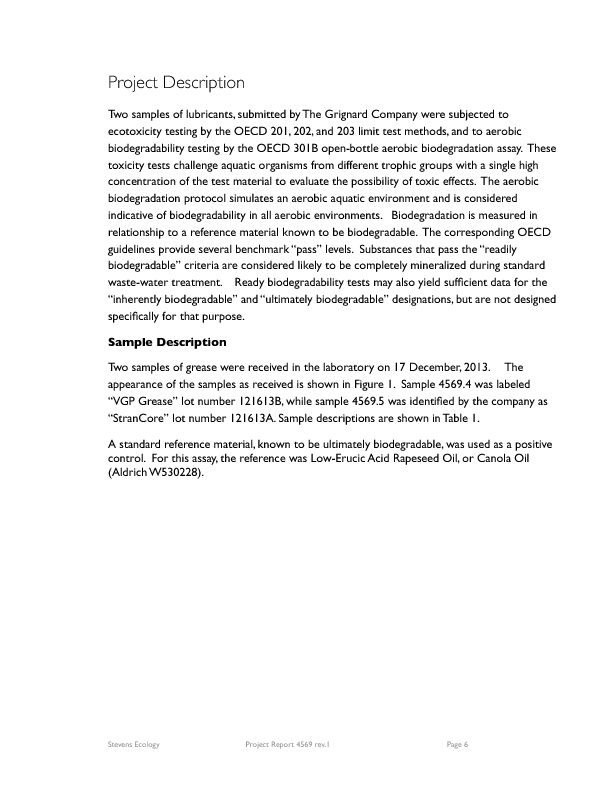 Project Description
Two samples of lubricants, submitted by The Grignard Company were subjected to
ecotoxicity testing by the OECD 201, 202, and 203 limit test methods, and to aerobic
biodegradability testing by the OECD 301B open-bottle aerobic biodegradation assay. These
toxicity tests challenge aquatic organisms from different trophic groups with a single high
concentration of the test material to evaluate the possibility of toxic effects. The aerobic
biodegradation protocol simulates an aerobic aquatic environment and is considered
indicative of biodegradability in all aerobic environments. Biodegradation is measured in
relationship to a reference material known to be biodegradable. The corresponding OECD
guidelines provide several benchmark “pass” levels. Substances that pass the “readily
biodegradable” criteria are considered likely to be completely mineralized during standard
waste-water treatment. Ready biodegradability tests may also yield sufficient data for the
“inherently biodegradable” and “ultimately biodegradable” designations, but are not designed
specifically for that purpose.
Sample Description
Two samples of grease were received in the laboratory on 17 December, 2013. The
appearance of the samples as received is shown in Figure 1. Sample 4569.4 was labeled
“VGP Grease” lot number 121613B, while sample 4569.5 was identified by the company as
“StranCore” lot number 121613A. Sample descriptions are shown in Table 1.
A standard reference material, known to be ultimately biodegradable, was used as a positive
control. For this assay, the reference was Low-Erucic Acid Rapeseed Oil, or Canola Oil
(Aldrich W530228).
Stevens Ecology Project Report 4569 rev.1 Page 6